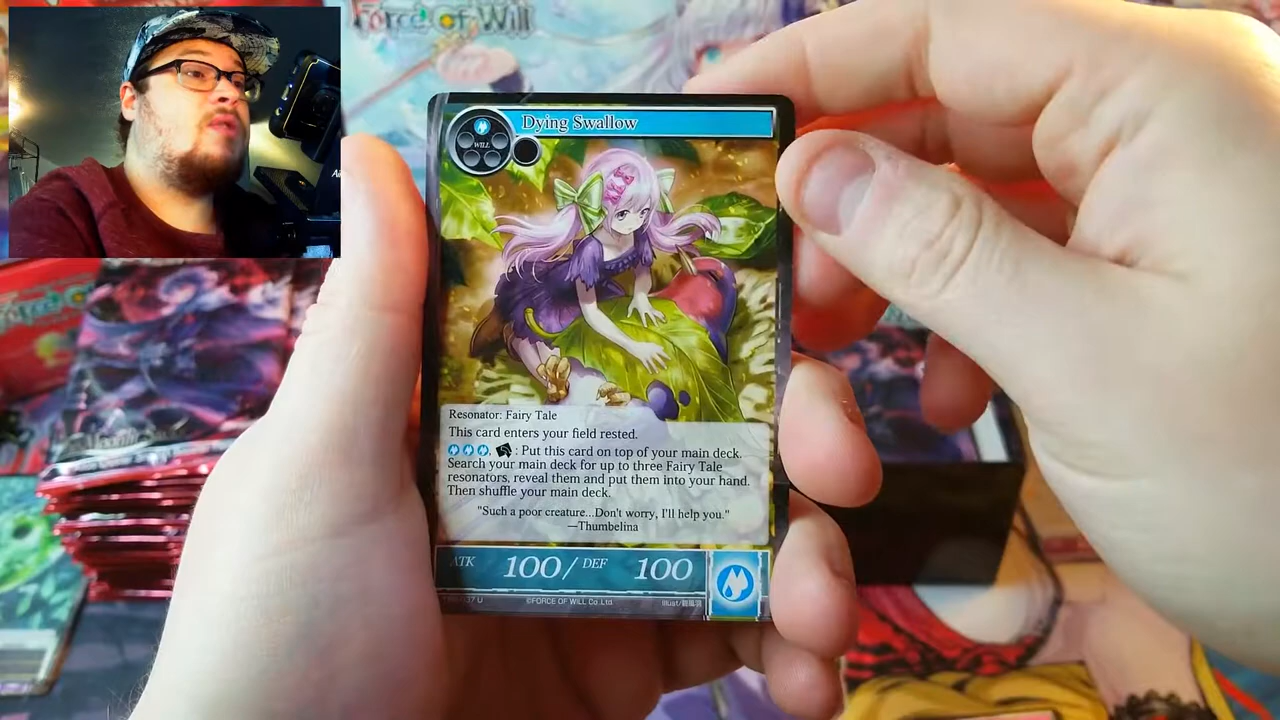 Force Of Will
Dying Swallow
WILL
Resonator: Fairy Tale
This card enters your field rested.
: Put this card on top of your main deck.
Search your main deck for up to three Fairy Tale
resonators, reveal them and put them into your hand.
Then shuffle your main deck.
"Such a poor creature...Don't worry, I'll help you."
—Thumbelina
ATK 100 / DEF 100
37 U ©FORCE OF WILL Co.,Ltd. Illust/